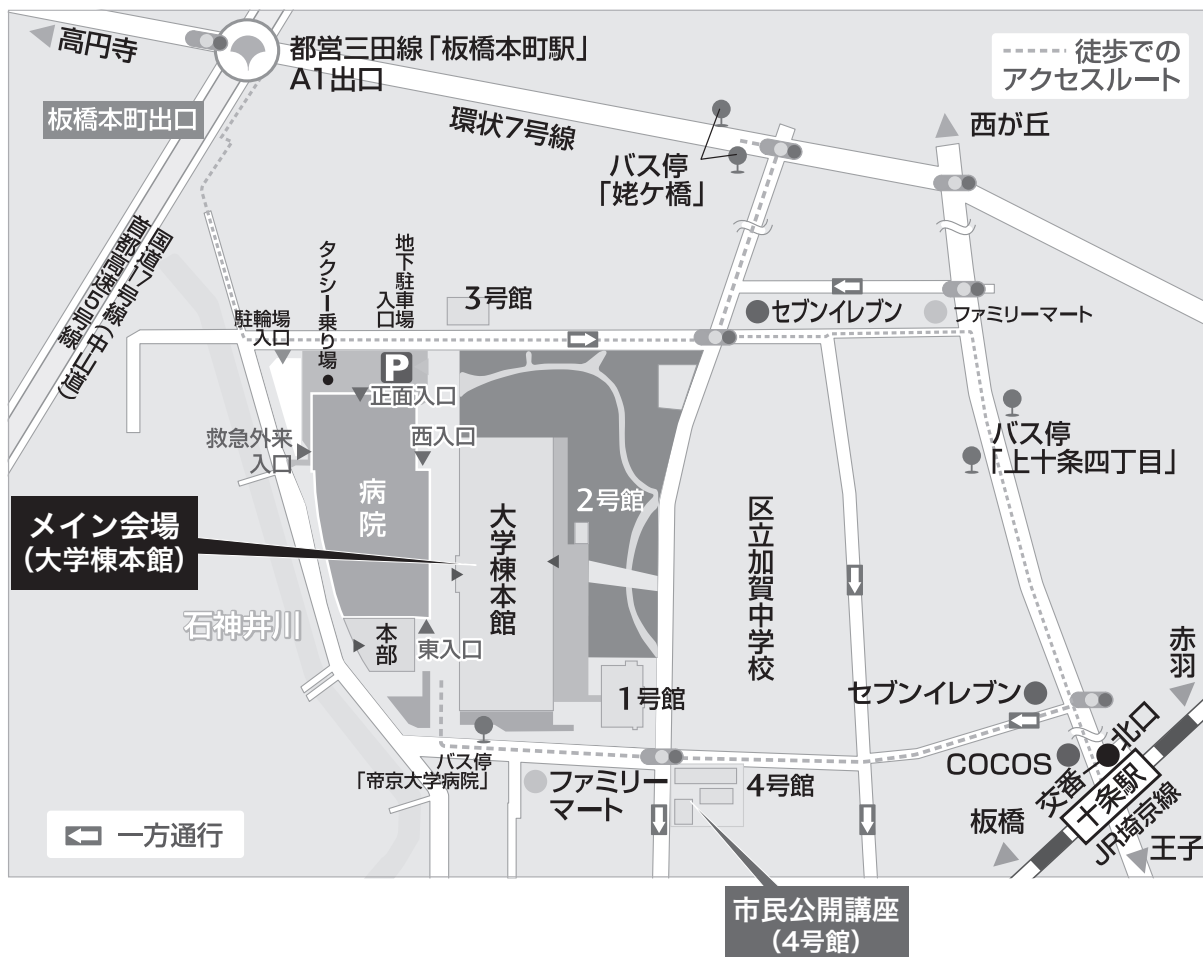 高円寺
都営三田線「板橋本町駅」
A1出口
徒歩での
アクセスルート
板橋本町出口
環状7号線
西が丘
バス停
「姥ケ橋」
国道17号線(中山道)
首都高速5号線
タクシー乗り場
地下駐車場
入口
3号館
駐輪場
入口
セブンイレブン
ファミリーマート
P
正面入口
西入口
救急外来
入口
バス停
「上十条四丁目」
病院
2号館
大学棟本館
区立加賀中学校
メイン会場
(大学棟本館)
石神井川
本部
東入口
1号館
赤羽
セブンイレブン
北口
バス停
「帝京大学病院」
ファミリー
マート
4号館
COCOS
交番
十条駅
JR埼京線
板橋
王子
一方通行
市民公開講座
(4号館)